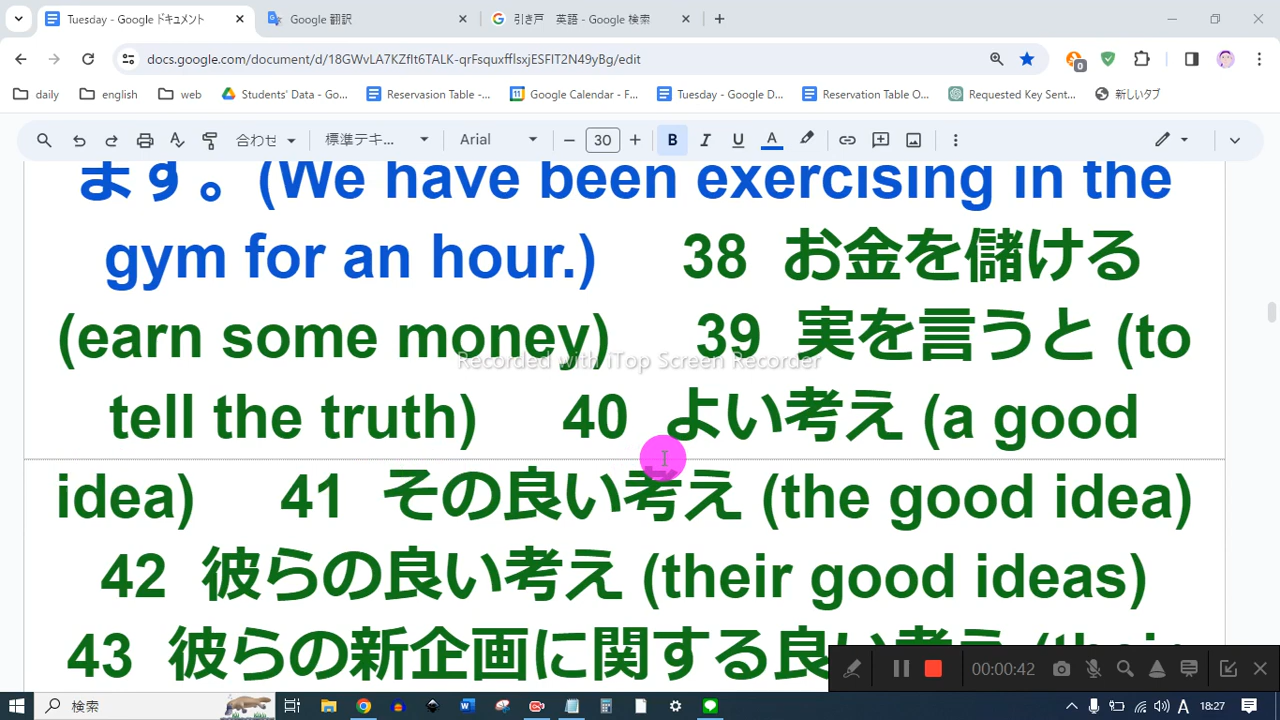 Tuesday - Google ドキュメント
Google 翻訳
引き戸 英語 - Google 検索
docs.google.com/document/d/
daily
english
web
Students' Data - Go...
Reservasion Table -...
Google Calendar - F...
Tuesday - Google D...
Reservation Table O...
Requested Key Sent...
新しいタブ
合わせ
標準テキ...
Arial
30
B
I
U
A
ます。(We have been exercising in the
gym for an hour.) 38 お金を儲ける
(earn some money) 39 実を言うと (to
Recorded with iTop Screen Recorder
tell the truth) 40 よい考え (a good
idea) 41 その良い考え (the good idea)
42 彼らの良い考え (their good ideas)
43 彼らの新企画に関する良い考え (their
00:00:42
検索
A
18:27